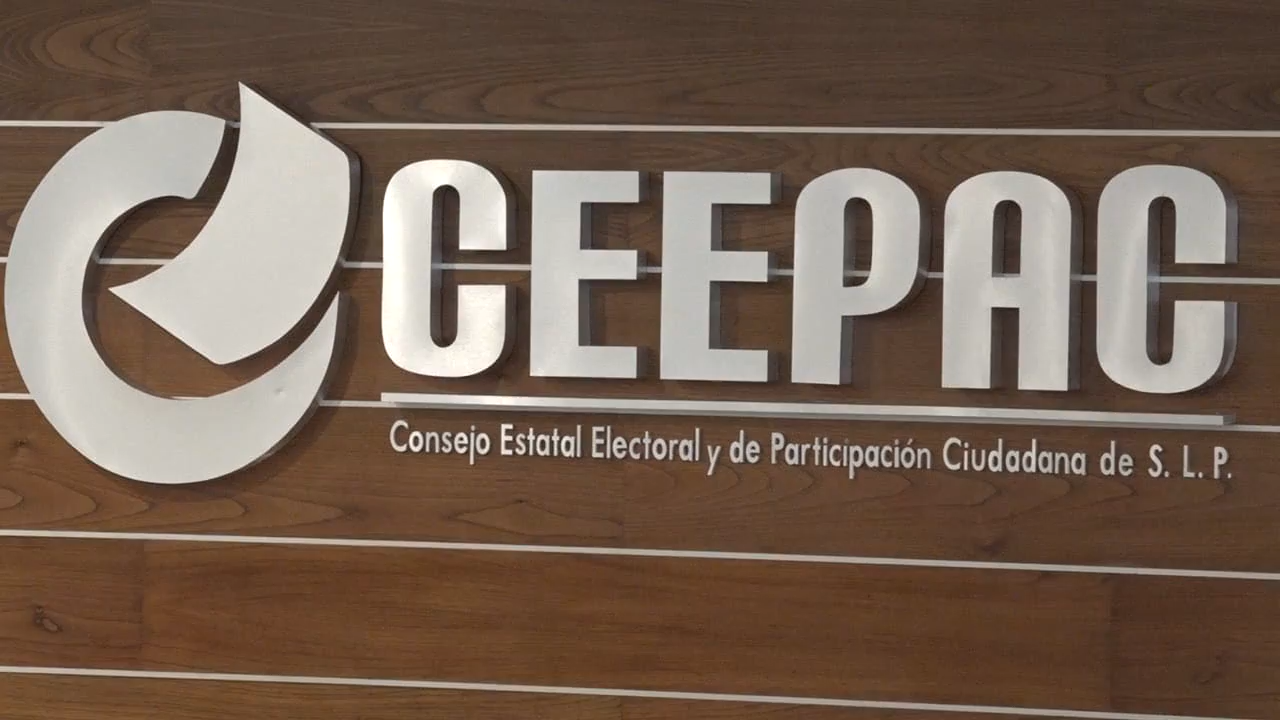 CEEPAC
Consejo Estatal Electoral y de Participación Ciudadana de S. L. P.